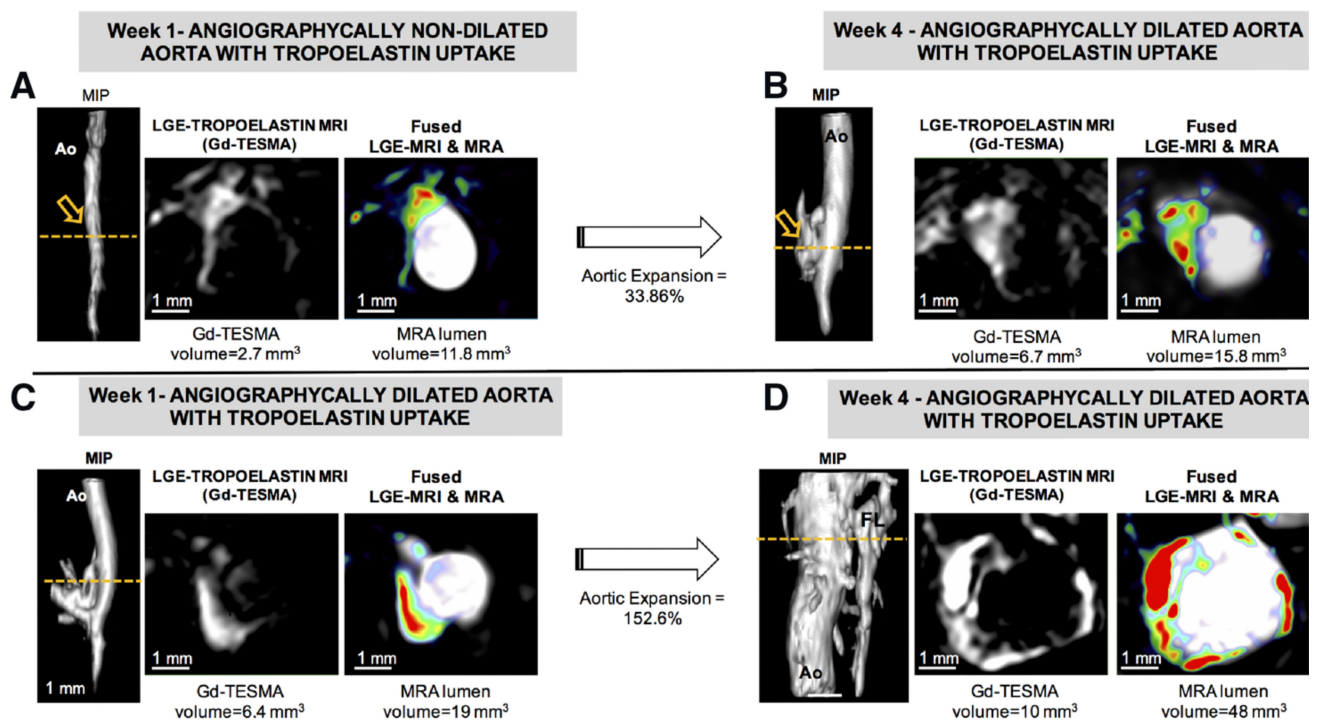 Week 1- ANGIOGRAPHYCALLY NON-DILATED
AORTA WITH TROPOELASTIN UPTAKE
A
MIP
Ao
LGE-TROPOELASTIN MRI
(Gd-TESMA)
Fused
LGE-MRI & MRA
1 mm
1 mm
Gd-TESMA
volume=2.7 mm³
MRA lumen
volume=11.8 mm³
Aortic Expansion =
33.86%
Week 4 - ANGIOGRAPHYCALLY DILATED AORTA
WITH TROPOELASTIN UPTAKE
B
MIP
Ao
LGE-TROPOELASTIN MRI
(Gd-TESMA)
Fused
LGE-MRI & MRA
1 mm
1 mm
Gd-TESMA
volume=6.7 mm³
MRA lumen
volume=15.8 mm³
Week 1- ANGIOGRAPHYCALLY DILATED AORTA
WITH TROPOELASTIN UPTAKE
C
MIP
Ao
1 mm
LGE-TROPOELASTIN MRI
(Gd-TESMA)
Fused
LGE-MRI & MRA
1 mm
1 mm
Gd-TESMA
volume=6.4 mm³
MRA lumen
volume=19 mm³
Aortic Expansion =
152.6%
Week 4 - ANGIOGRAPHYCALLY DILATED AORTA
WITH TROPOELASTIN UPTAKE
D
MIP
FL
Ao
LGE-TROPOELASTIN MRI
(Gd-TESMA)
Fused
LGE-MRI & MRA
1 mm
1 mm
Gd-TESMA
volume=10 mm³
MRA lumen
volume=48 mm³